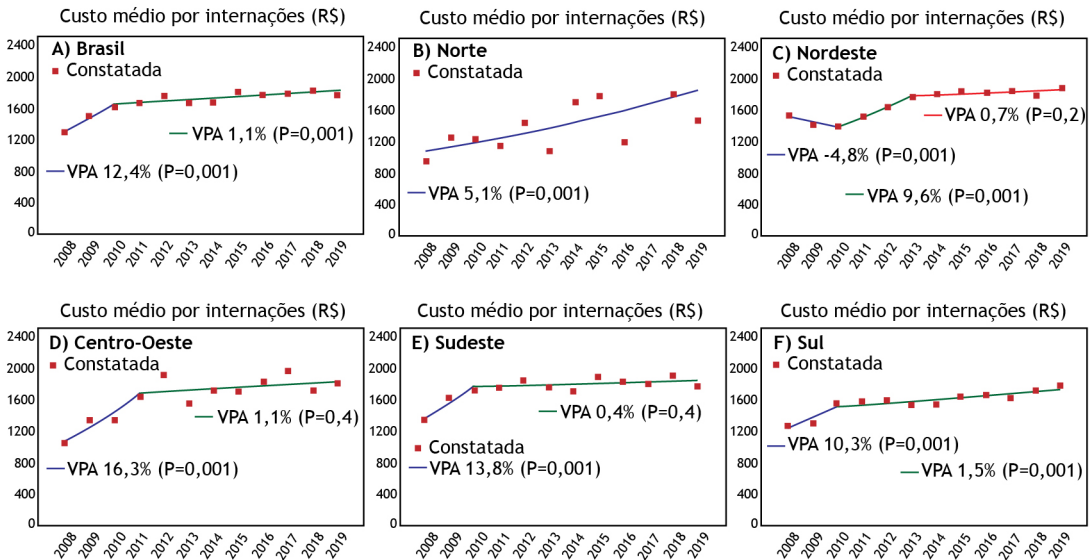 Custo médio por internações (R$)
A) Brasil
Constatada
VPA 1,1% (P=0,001)
VPA 12,4% (P=0,001)
2400
2000
1600
1200
800
400
0
2008 2009 2010 2011 2012 2013 2014 2015 2016 2017 2018 2019
Custo médio por internações (R$)
B) Norte
Constatada
VPA 5,1% (P=0,001)
2400
2000
1600
1200
800
400
0
2008 2009 2010 2011 2012 2013 2014 2015 2016 2017 2018 2019
Custo médio por internações (R$)
C) Nordeste
Constatada
VPA 0,7% (P=0,2)
VPA -4,8% (P=0,001)
VPA 9,6% (P=0,001)
2400
2000
1600
1200
800
400
0
2008 2009 2010 2011 2012 2013 2014 2015 2016 2017 2018 2019
Custo médio por internações (R$)
D) Centro-Oeste
Constatada
VPA 1,1% (P=0,4)
VPA 16,3% (P=0,001)
2400
2000
1600
1200
800
400
0
2008 2009 2010 2011 2012 2013 2014 2015 2016 2017 2018 2019
Custo médio por internações (R$)
E) Sudeste
VPA 0,4% (P=0,4)
Constatada
VPA 13,8% (P=0,001)
2400
2000
1600
1200
800
400
0
2008 2009 2010 2011 2012 2013 2014 2015 2016 2017 2018 2019
Custo médio por internações (R$)
F) Sul
Constatada
VPA 10,3% (P=0,001)
VPA 1,5% (P=0,001)
2400
2000
1600
1200
800
400
0
2008 2009 2010 2011 2012 2013 2014 2015 2016 2017 2018 2019